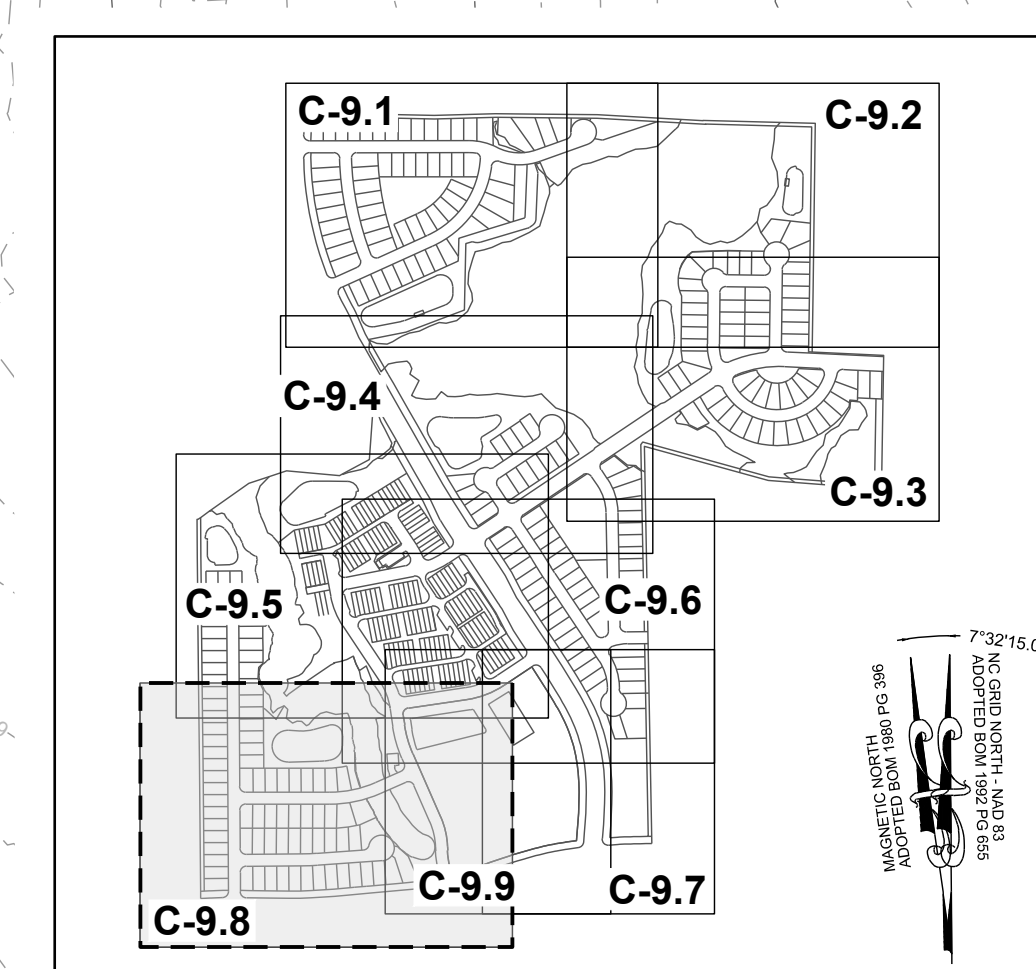 C-9.1
C-9.2
C-9.4
C-9.3
C-9.5
C-9.6
7°32'15.0
NC GRID NORTH - NAD 83
ADOPTED BOM 1992 PG 655
MAGNETIC NORTH
ADOPTED BOM 1980 PG 396
C-9.9
C-9.7
C-9.8